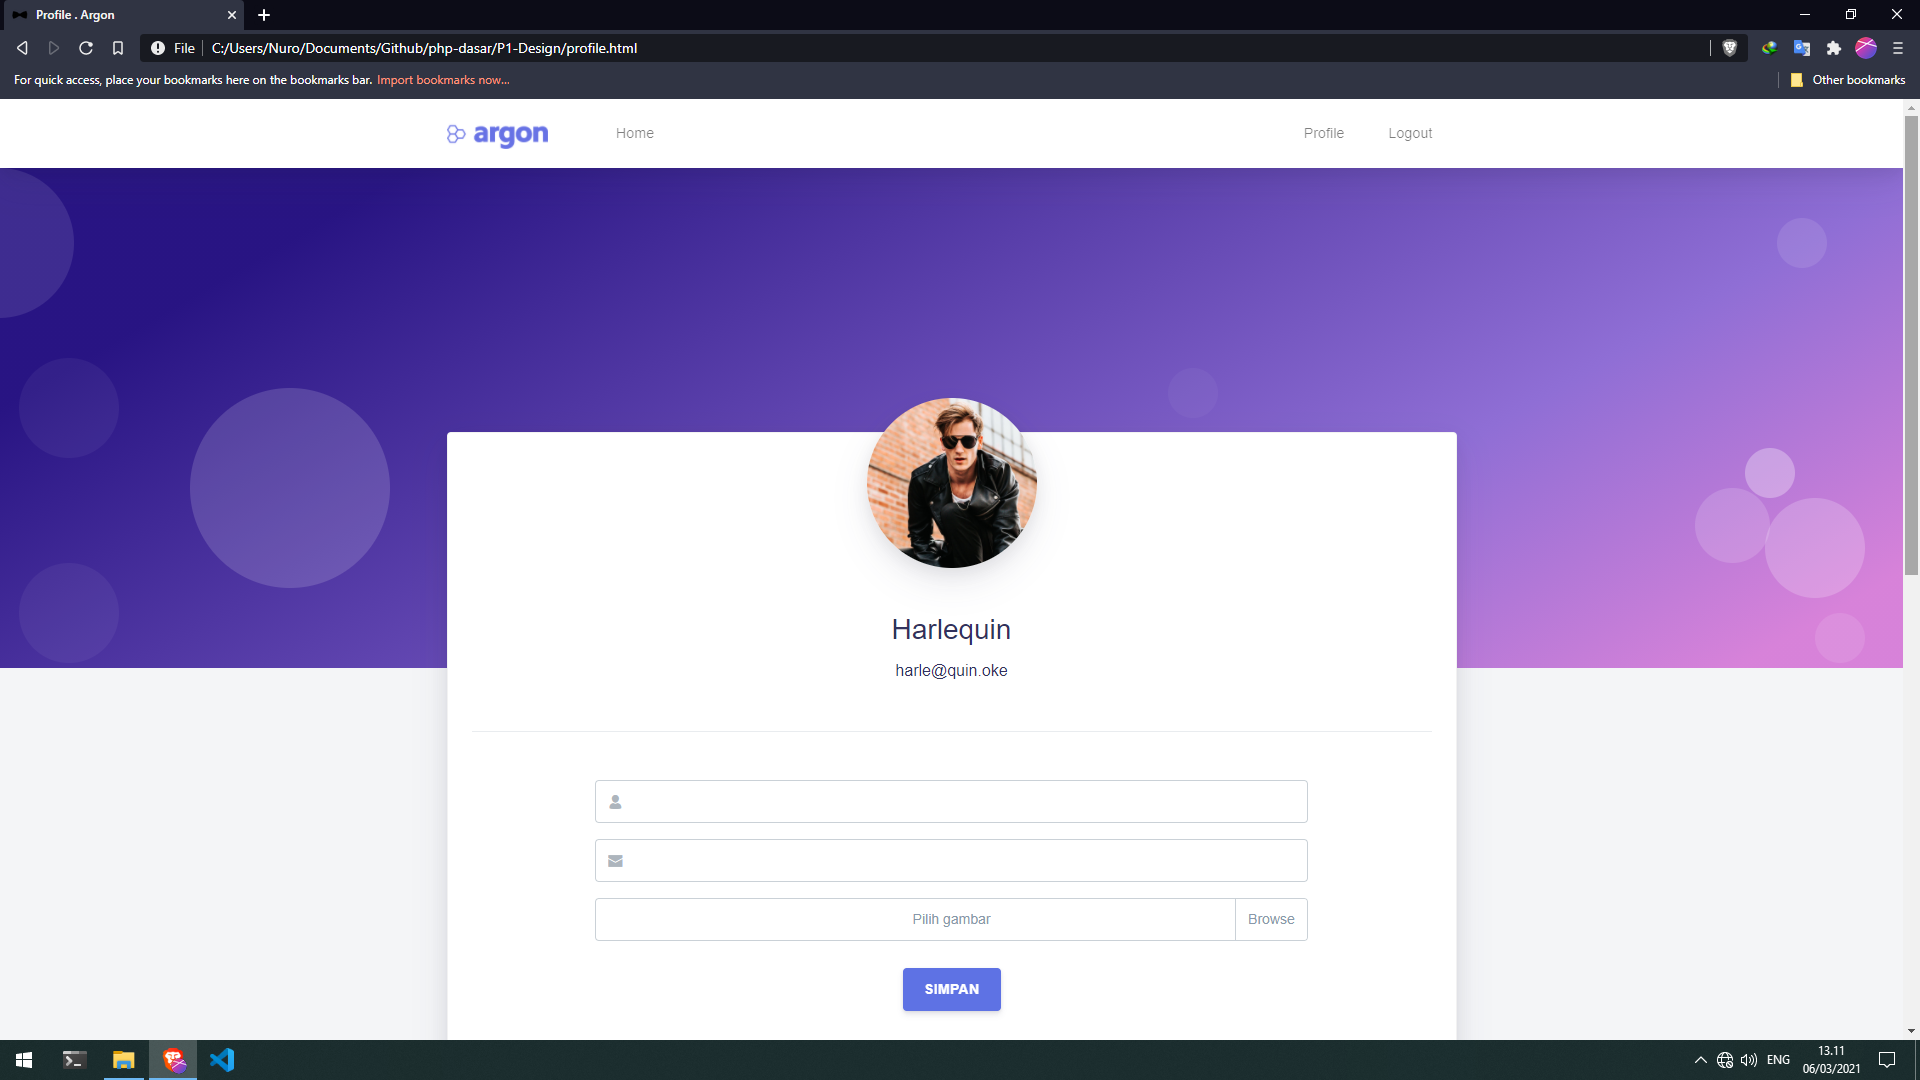 Profile . Argon
File
C:/Users/Nuro/Documents/Github/php-dasar/P1-Design/profile.html
For quick access, place your bookmarks here on the bookmarks bar. Import bookmarks now...
Other bookmarks
argon
Home
Profile
Logout
Harlequin
harle@quin.oke
Pilih gambar
Browse
SIMPAN
ENG
13.11
06/03/2021